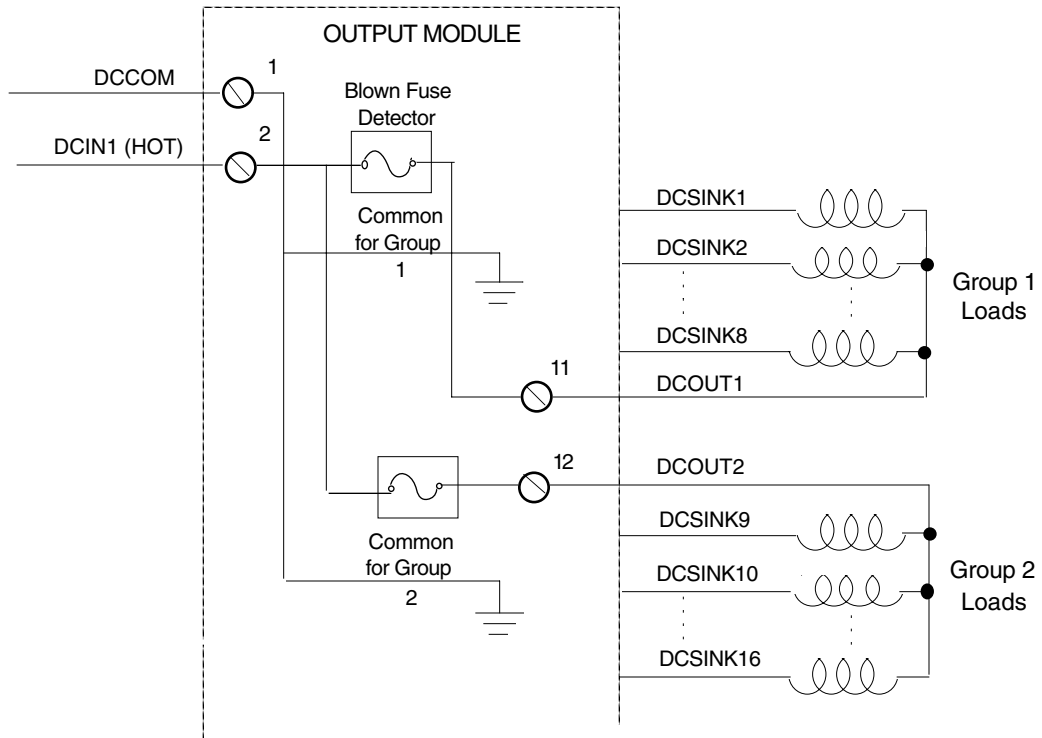 OUTPUT MODULE
DCCOM
1
Blown Fuse
Detector
DCIN1 (HOT)
2
Common
for Group
1
DCSINK1
DCSINK2
Group 1
Loads
DCSINK8
11
DCOUT1
12
DCOUT2
DCSINK9
Common
for Group
2
DCSINK10
Group 2
Loads
DCSINK16